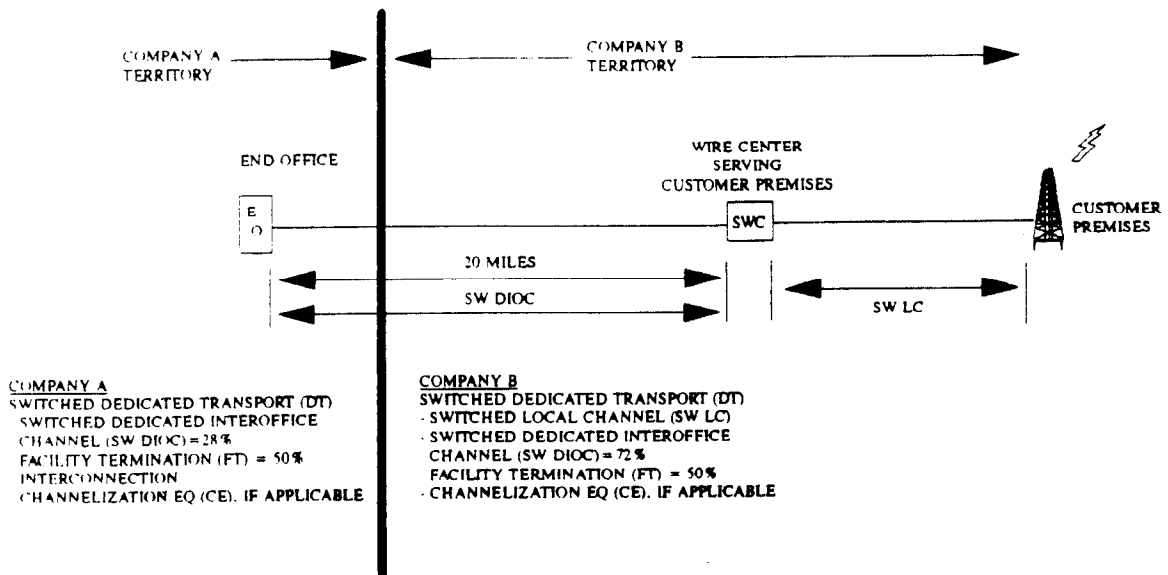 COMPANY A
TERRITORY
COMPANY B
TERRITORY
END OFFICE
WIRE CENTER
SERVING
CUSTOMER PREMISES
E
O
SWC
CUSTOMER
PREMISES
20 MILES
SW DIOC
SW LC
COMPANY A
SWITCHED DEDICATED TRANSPORT (DT)
SWITCHED DEDICATED INTEROFFICE
CHANNEL (SW DIOC) = 28%
FACILITY TERMINATION (FT) = 50%
INTERCONNECTION
CHANNELIZATION EQ (CE). IF APPLICABLE
COMPANY B
SWITCHED DEDICATED TRANSPORT (DT)
- SWITCHED LOCAL CHANNEL (SW LC)
- SWITCHED DEDICATED INTEROFFICE
CHANNEL (SW DIOC) = 72%
FACILITY TERMINATION (FT) = 50%
- CHANNELIZATION EQ (CE). IF APPLICABLE